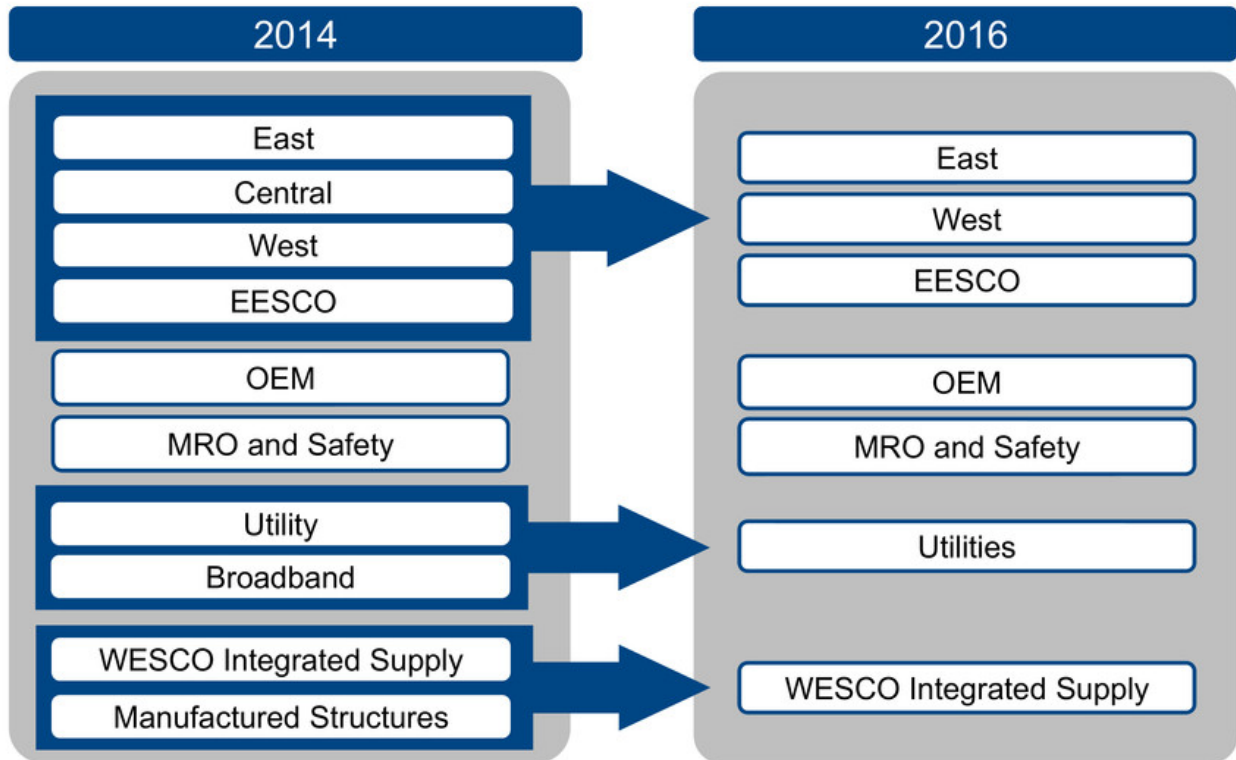 2014
East
Central
West
EESCO
OEM
MRO and Safety
Utility
Broadband
WESCO Integrated Supply
Manufactured Structures
2016
East
West
EESCO
OEM
MRO and Safety
Utilities
WESCO Integrated Supply